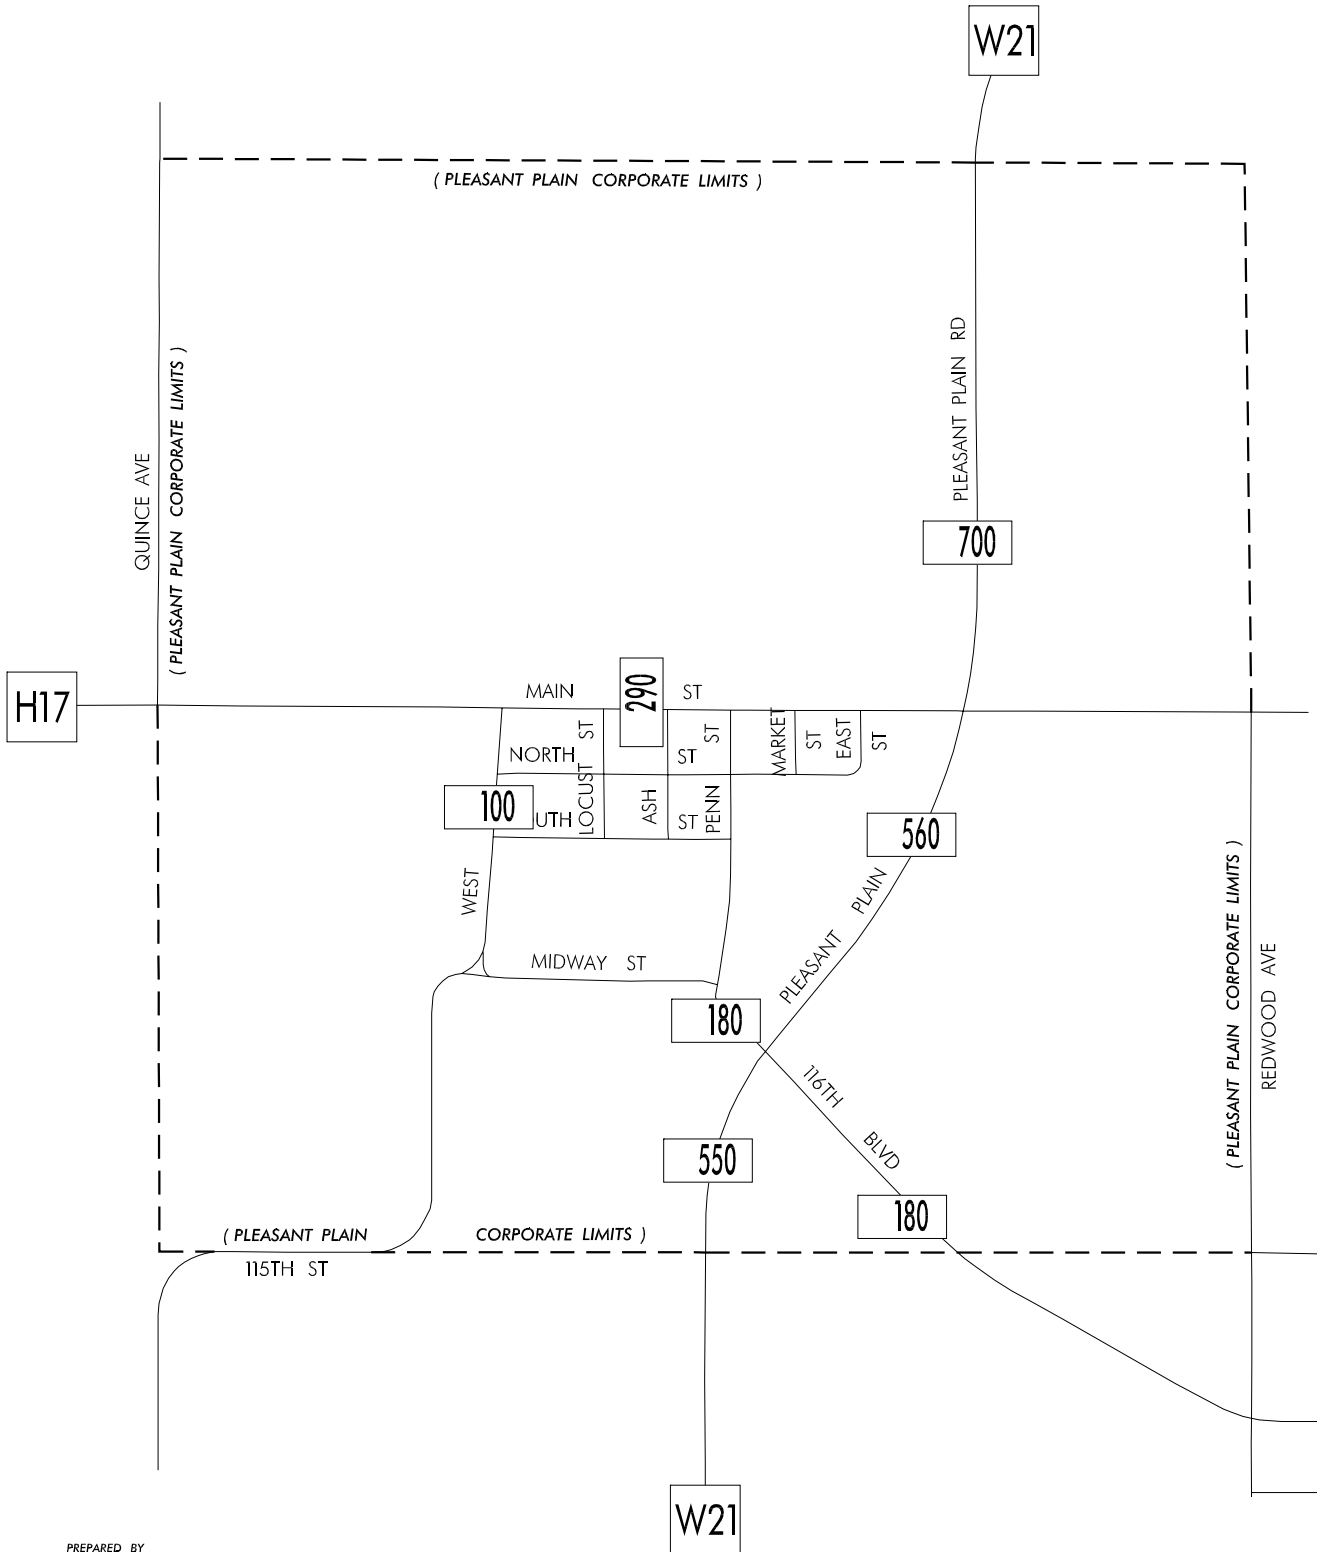 W21
( PLEASANT PLAIN CORPORATE LIMITS )
PLEASANT PLAIN RD
( PLEASANT PLAIN CORPORATE LIMITS )
QUINCE AVE
700
H17
MAIN ST
290
NORTH ST
LOCUST ST
ASH
PENN ST
MARKET ST
EAST ST
100
UTH ST
560
WEST
PLEASANT PLAIN
MIDWAY ST
180
116TH BLVD
( PLEASANT PLAIN CORPORATE LIMITS )
REDWOOD AVE
550
180
( PLEASANT PLAIN CORPORATE LIMITS )
115TH ST
W21
PREPARED BY